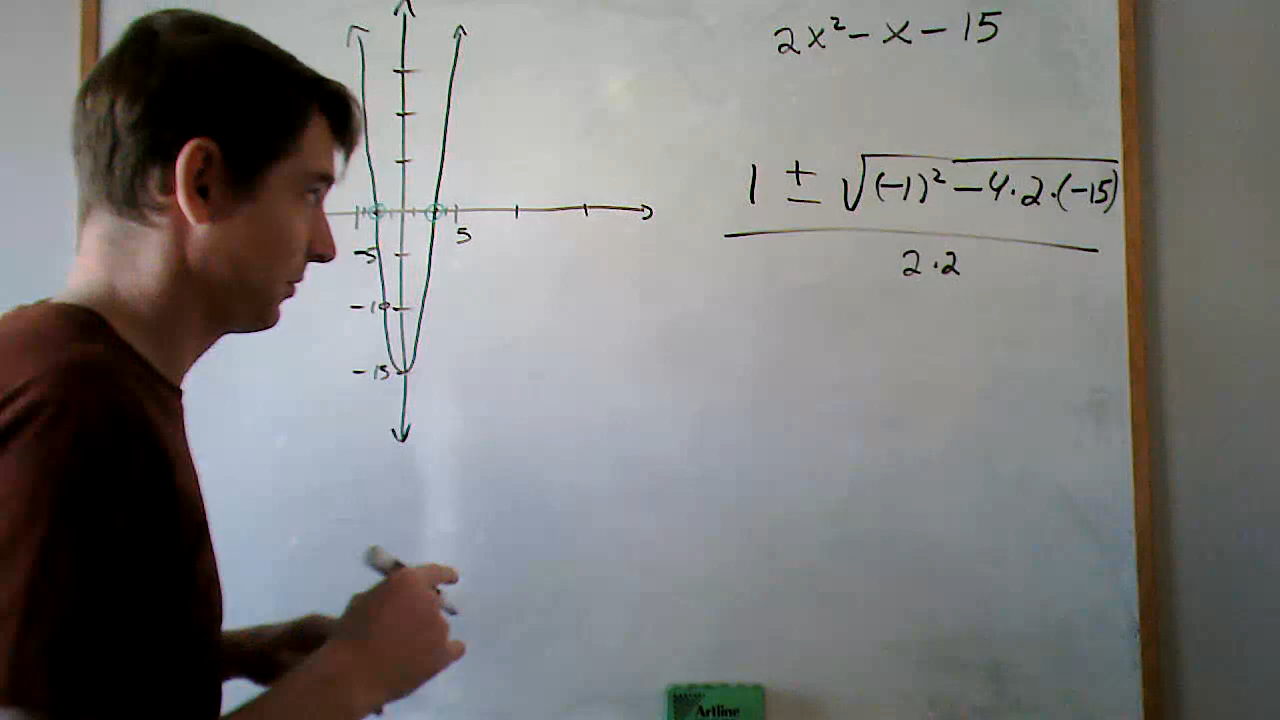 2x² - x - 15
1 ± √(-1)² - 4·2·(-15)
2·2
5
-5
-10
-15
Artline